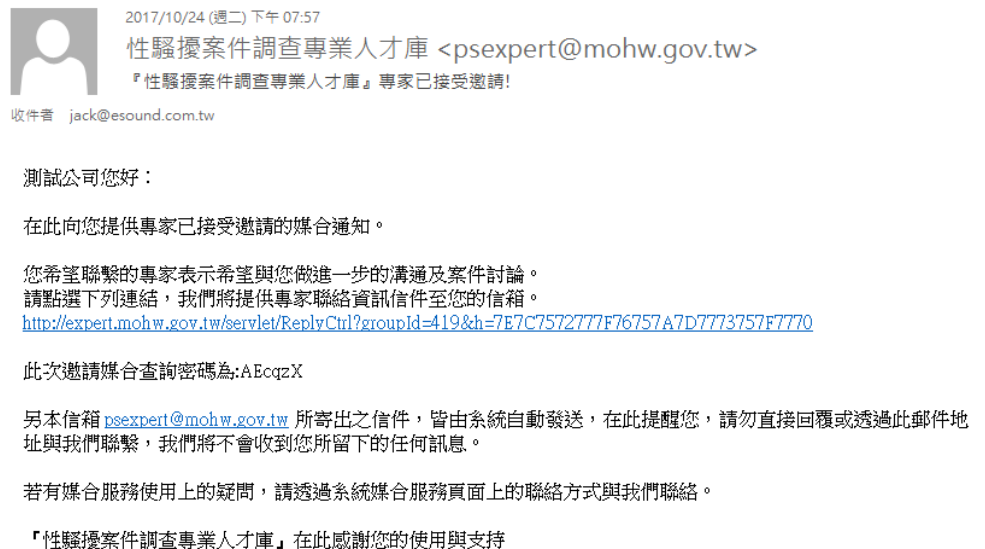 2017/10/24 (週二) 下午 07:57
性騷擾案件調查專業人才庫 <psexpert@mohw.gov.tw>
『性騷擾案件調查專業人才庫』專家已接受邀請!
收件者 jack@esound.com.tw
測試公司您好：
在此向您提供專家已接受邀請的媒合通知。
您希望聯繫的專家表示希望與您做進一步的溝通及案件討論。
請點選下列連結，我們將提供專家聯絡資訊信件至您的信箱。
http://expert.mohw.gov.tw/servlet/ReplyCtrl?groupId=419&h=7E7C7572777F76757A7D7773757F7770
此次邀請媒合查詢密碼為:AEcqzX
另本信箱 psexpert@mohw.gov.tw 所寄出之信件，皆由系統自動發送，在此提醒您，請勿直接回覆或透過此郵件地
址與我們聯繫，我們將不會收到您所留下的任何訊息。
若有媒合服務使用上的疑問，請透過系統媒合服務頁面上的聯絡方式與我們聯絡。
「性騷擾案件調查專業人才庫」在此感謝您的使用與支持